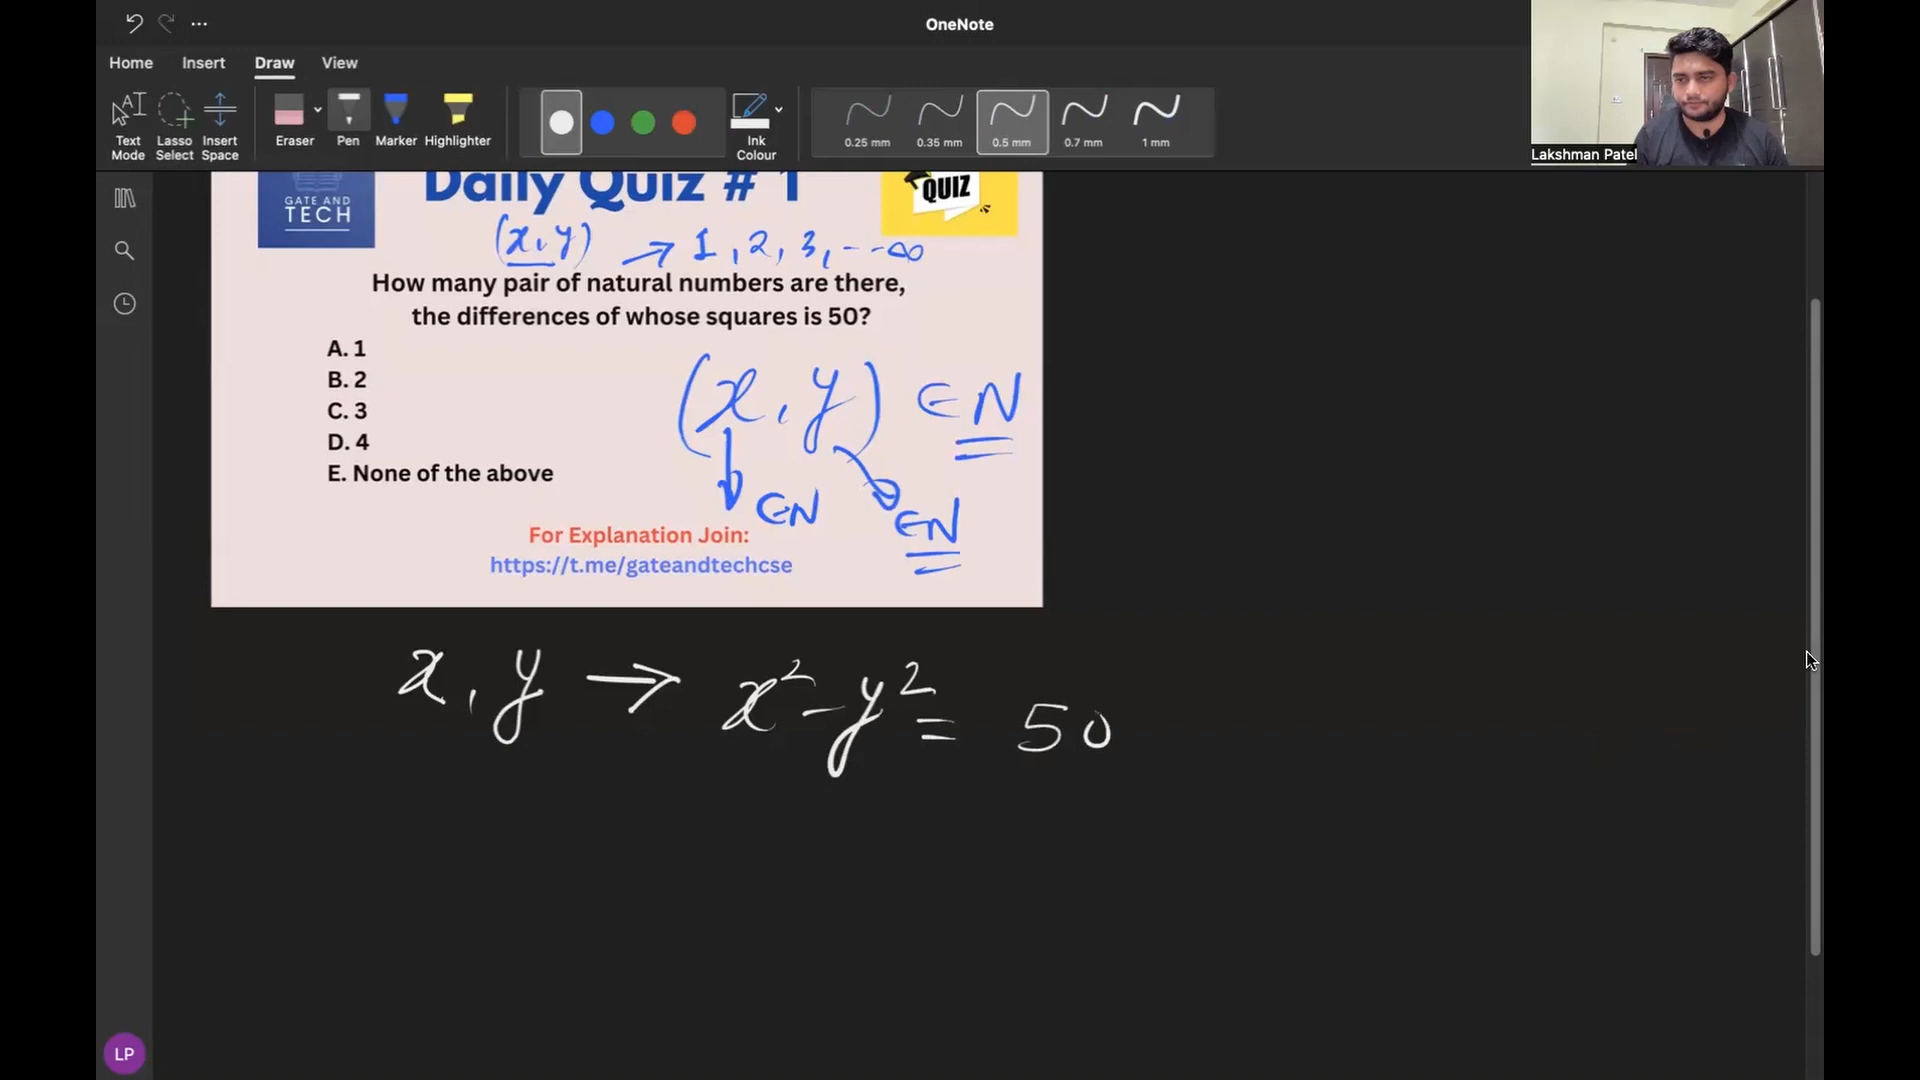 OneNote
Home Insert Draw View
Text Mode Lasso Select Insert Space Eraser Pen Marker Highlighter Ink Colour 0.25 mm 0.35 mm 0.5 mm 0.7 mm 1 mm
Lakshman Patel
GATE AND TECH
Daily Quiz # 1
QUIZ
(x, y) → 1, 2, 3, - - ∞
How many pair of natural numbers are there,
the differences of whose squares is 50?
A. 1
B. 2
C. 3
D. 4
E. None of the above
(x, y) ∈ N
∈N
∈N
For Explanation Join:
https://t.me/gateandtechcse
x, y → x² - y² = 50
LP